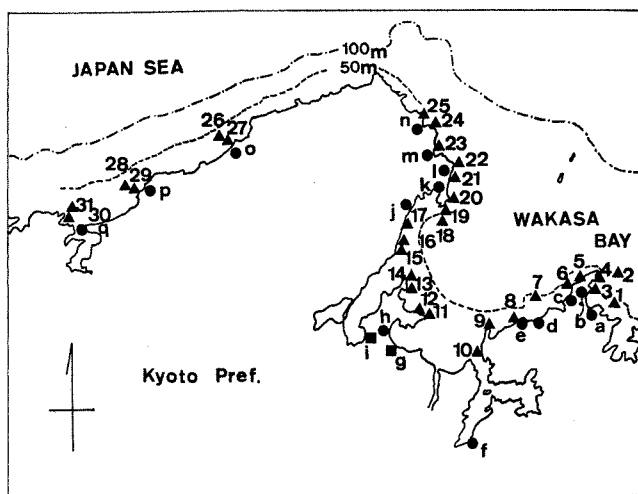 100m
JAPAN SEA
50m
25
n
24
26 27
23
o
m
22
l
21
28
29
k
p
20
31
j
17
19
WAKASA
30
18
q
16
BAY
15
5
4
2
14
6
13
7
3
1
12
8
c
9
b
a
11
h
e
d
i
10
g
Kyoto Pref.
f